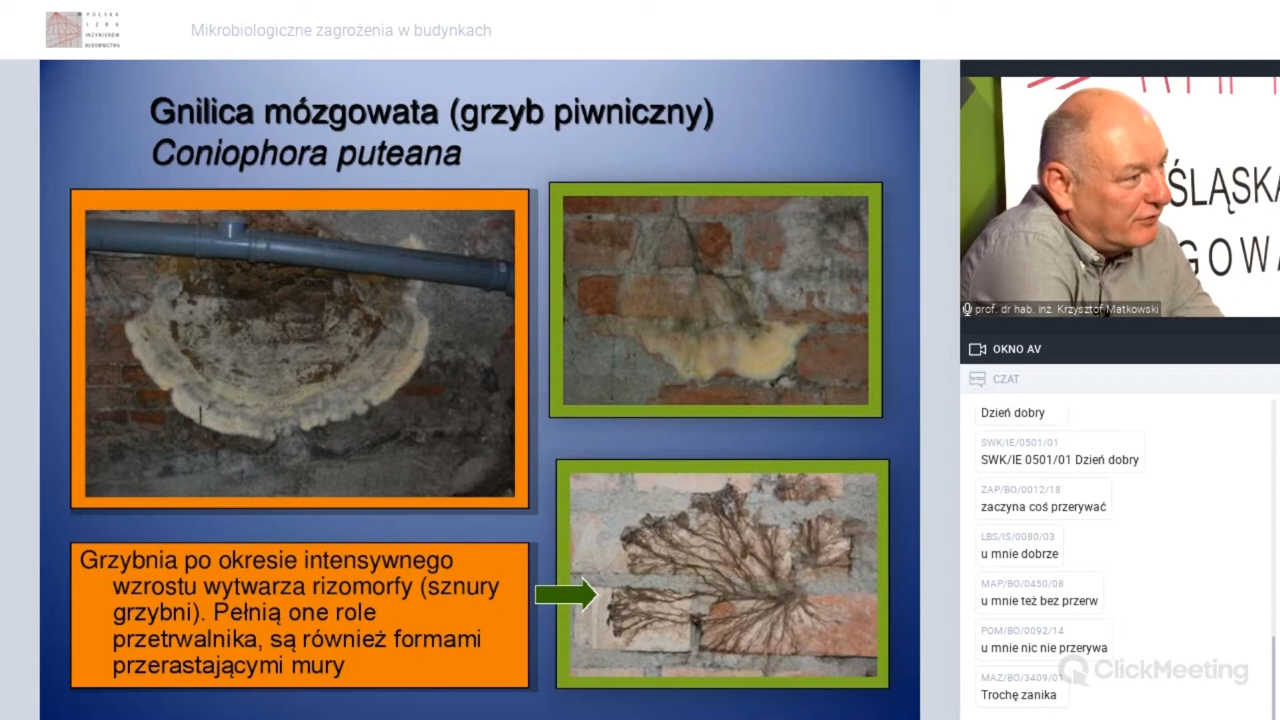 POLSKA
IZBA
INŻYNIERÓW
BUDOWNICTWA
Mikrobiologiczne zagrożenia w budynkach
Gnilica mózgowata (grzyb piwniczny)
Coniophora puteana
Grzybnia po okresie intensywnego
wzrostu wytwarza rizomorfy (sznury
grzybni). Pełnią one role
przetrwalnika, są również formami
przerastającymi mury
ŚLĄSKA
GOWA
prof. dr hab. inż. Krzysztof Matkowski
OKNO AV
CZAT
Dzień dobry
SWK/IE/0501/01
SWK/IE 0501/01 Dzień dobry
ZAP/BO/0012/18
zaczyna coś przerywać
LBS/IS/0080/03
u mnie dobrze
MAP/BO/0450/08
u mnie też bez przerw
POM/BO/0092/14
u mnie nic nie przerywa
MAZ/BO/3409/01
Trochę zanika
ClickMeeting